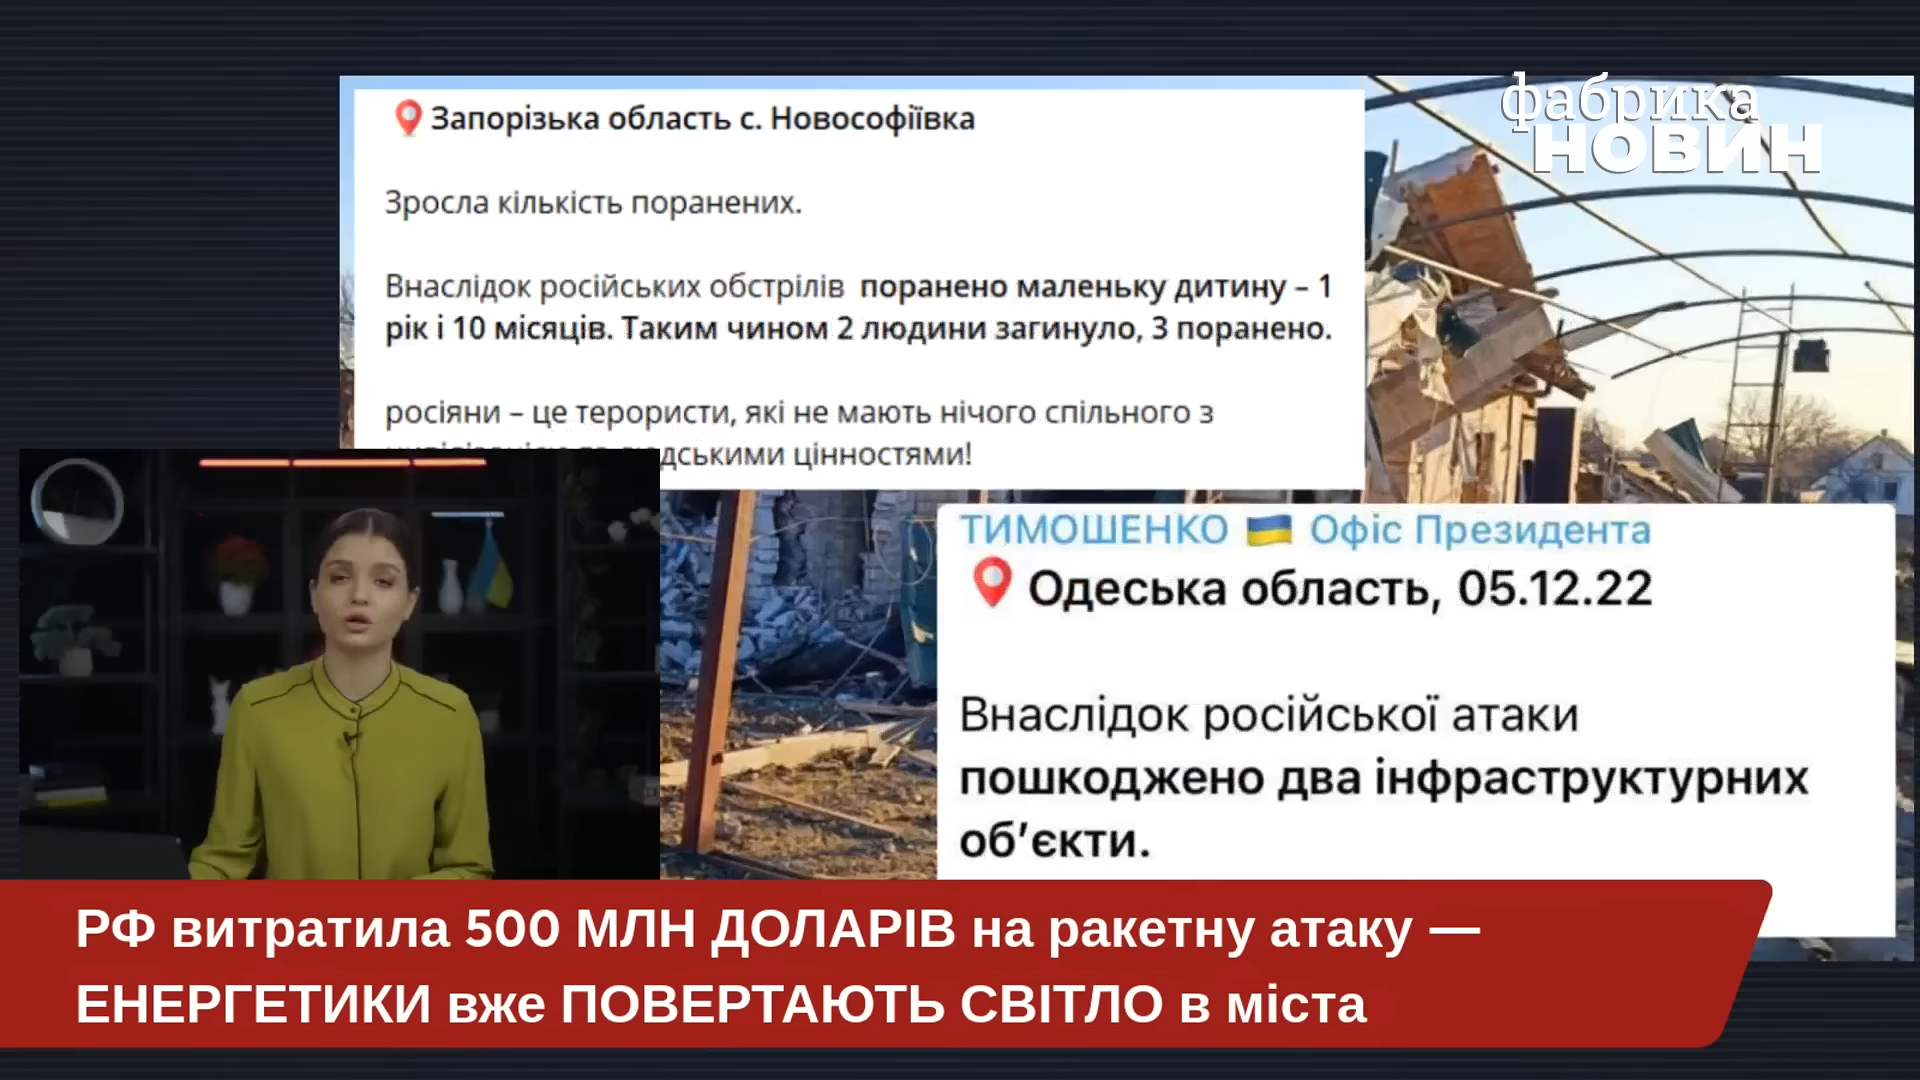 фабрика
новин
Запорізька область с. Новософіївка
Зросла кількість поранених.
Внаслідок російських обстрілів поранено маленьку дитину – 1
рік і 10 місяців. Таким чином 2 людини загинуло, 3 поранено.
росіяни – це терористи, які не мають нічого спільного з
цінностями!
ТИМОШЕНКО 🇺🇦 Офіс Президента
Одеська область, 05.12.22
Внаслідок російської атаки
пошкоджено два інфраструктурних
об’єкти.
РФ витратила 500 МЛН ДОЛАРІВ на ракетну атаку —
ЕНЕРГЕТИКИ вже ПОВЕРТАЮТЬ СВІТЛО в міста